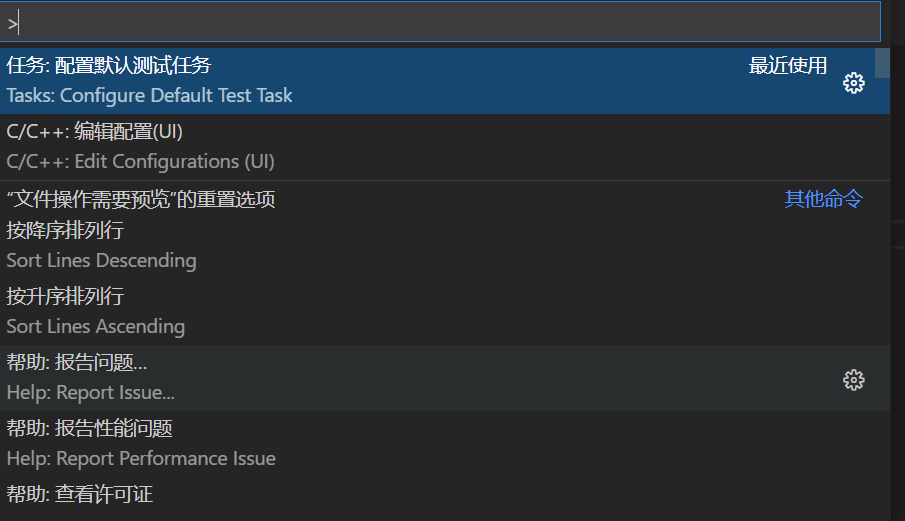 >
任务: 配置默认测试任务 最近使用
Tasks: Configure Default Test Task
C/C++: 编辑配置(UI)
C/C++: Edit Configurations (UI)
“文件操作需要预览”的重置选项 其他命令
按降序排列行
Sort Lines Descending
按升序排列行
Sort Lines Ascending
帮助: 报告问题...
Help: Report Issue...
帮助: 报告性能问题
Help: Report Performance Issue
帮助: 查看许可证